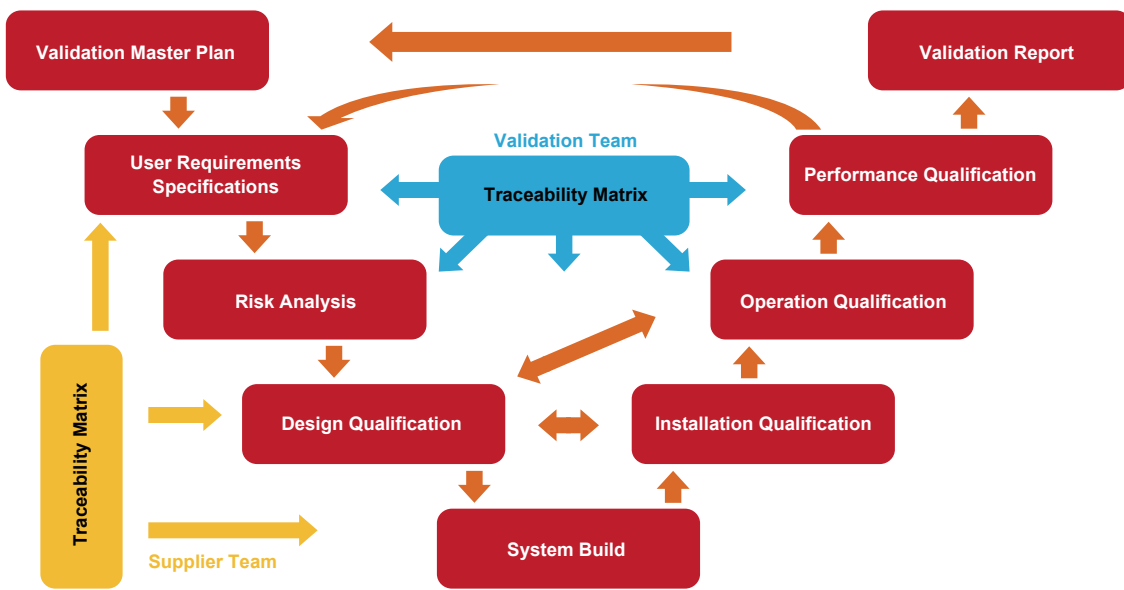 Validation Master Plan
Validation Report
User Requirements
Specifications
Validation Team
Traceability Matrix
Performance Qualification
Risk Analysis
Operation Qualification
Traceability Matrix
Design Qualification
Installation Qualification
System Build
Supplier Team